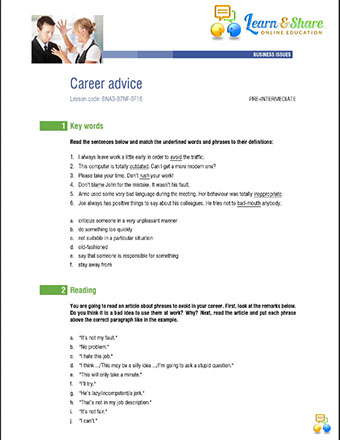 Learn & Share
ONLINE EDUCATION
BUSINESS ISSUES
Career advice
Lesson code: BNA3-B7NF-5F16
PRE-INTERMEDIATE
1 Key words
Read the sentences below and match the underlined words and phrases to their definitions:
1. I always leave work a little early in order to avoid the traffic.
2. This computer is totally outdated. Can't I get a more modern one?
3. Please take your time. Don't rush your work!
4. Don't blame John for the mistake. It wasn't his fault.
5. Anne used some very bad language during the meeting. Her behaviour was totally inappropriate.
6. Joe always has positive things to say about his colleagues. He tries not to bad-mouth anybody.
a. criticize someone in a very unpleasant manner
b. do something too quickly
c. not suitable in a particular situation
d. old-fashioned
e. say that someone is responsible for something
f. stay away from
2 Reading
You are going to read an article about phrases to avoid in your career. First, look at the remarks below.
Do you think it is a bad idea to use them at work? Why? Next, read the article and put each phrase
above the correct paragraph like in the example.
a. "It's not my fault."
b. "No problem."
c. "I hate this job."
d. "I think .../This may be a silly idea .../I'm going to ask a stupid question."
e. "This will only take a minute."
f. "I'll try."
g. "He's lazy/incompetent/a jerk."
h. "That's not in my job description."
i. "It's not fair."
j. "I can't."